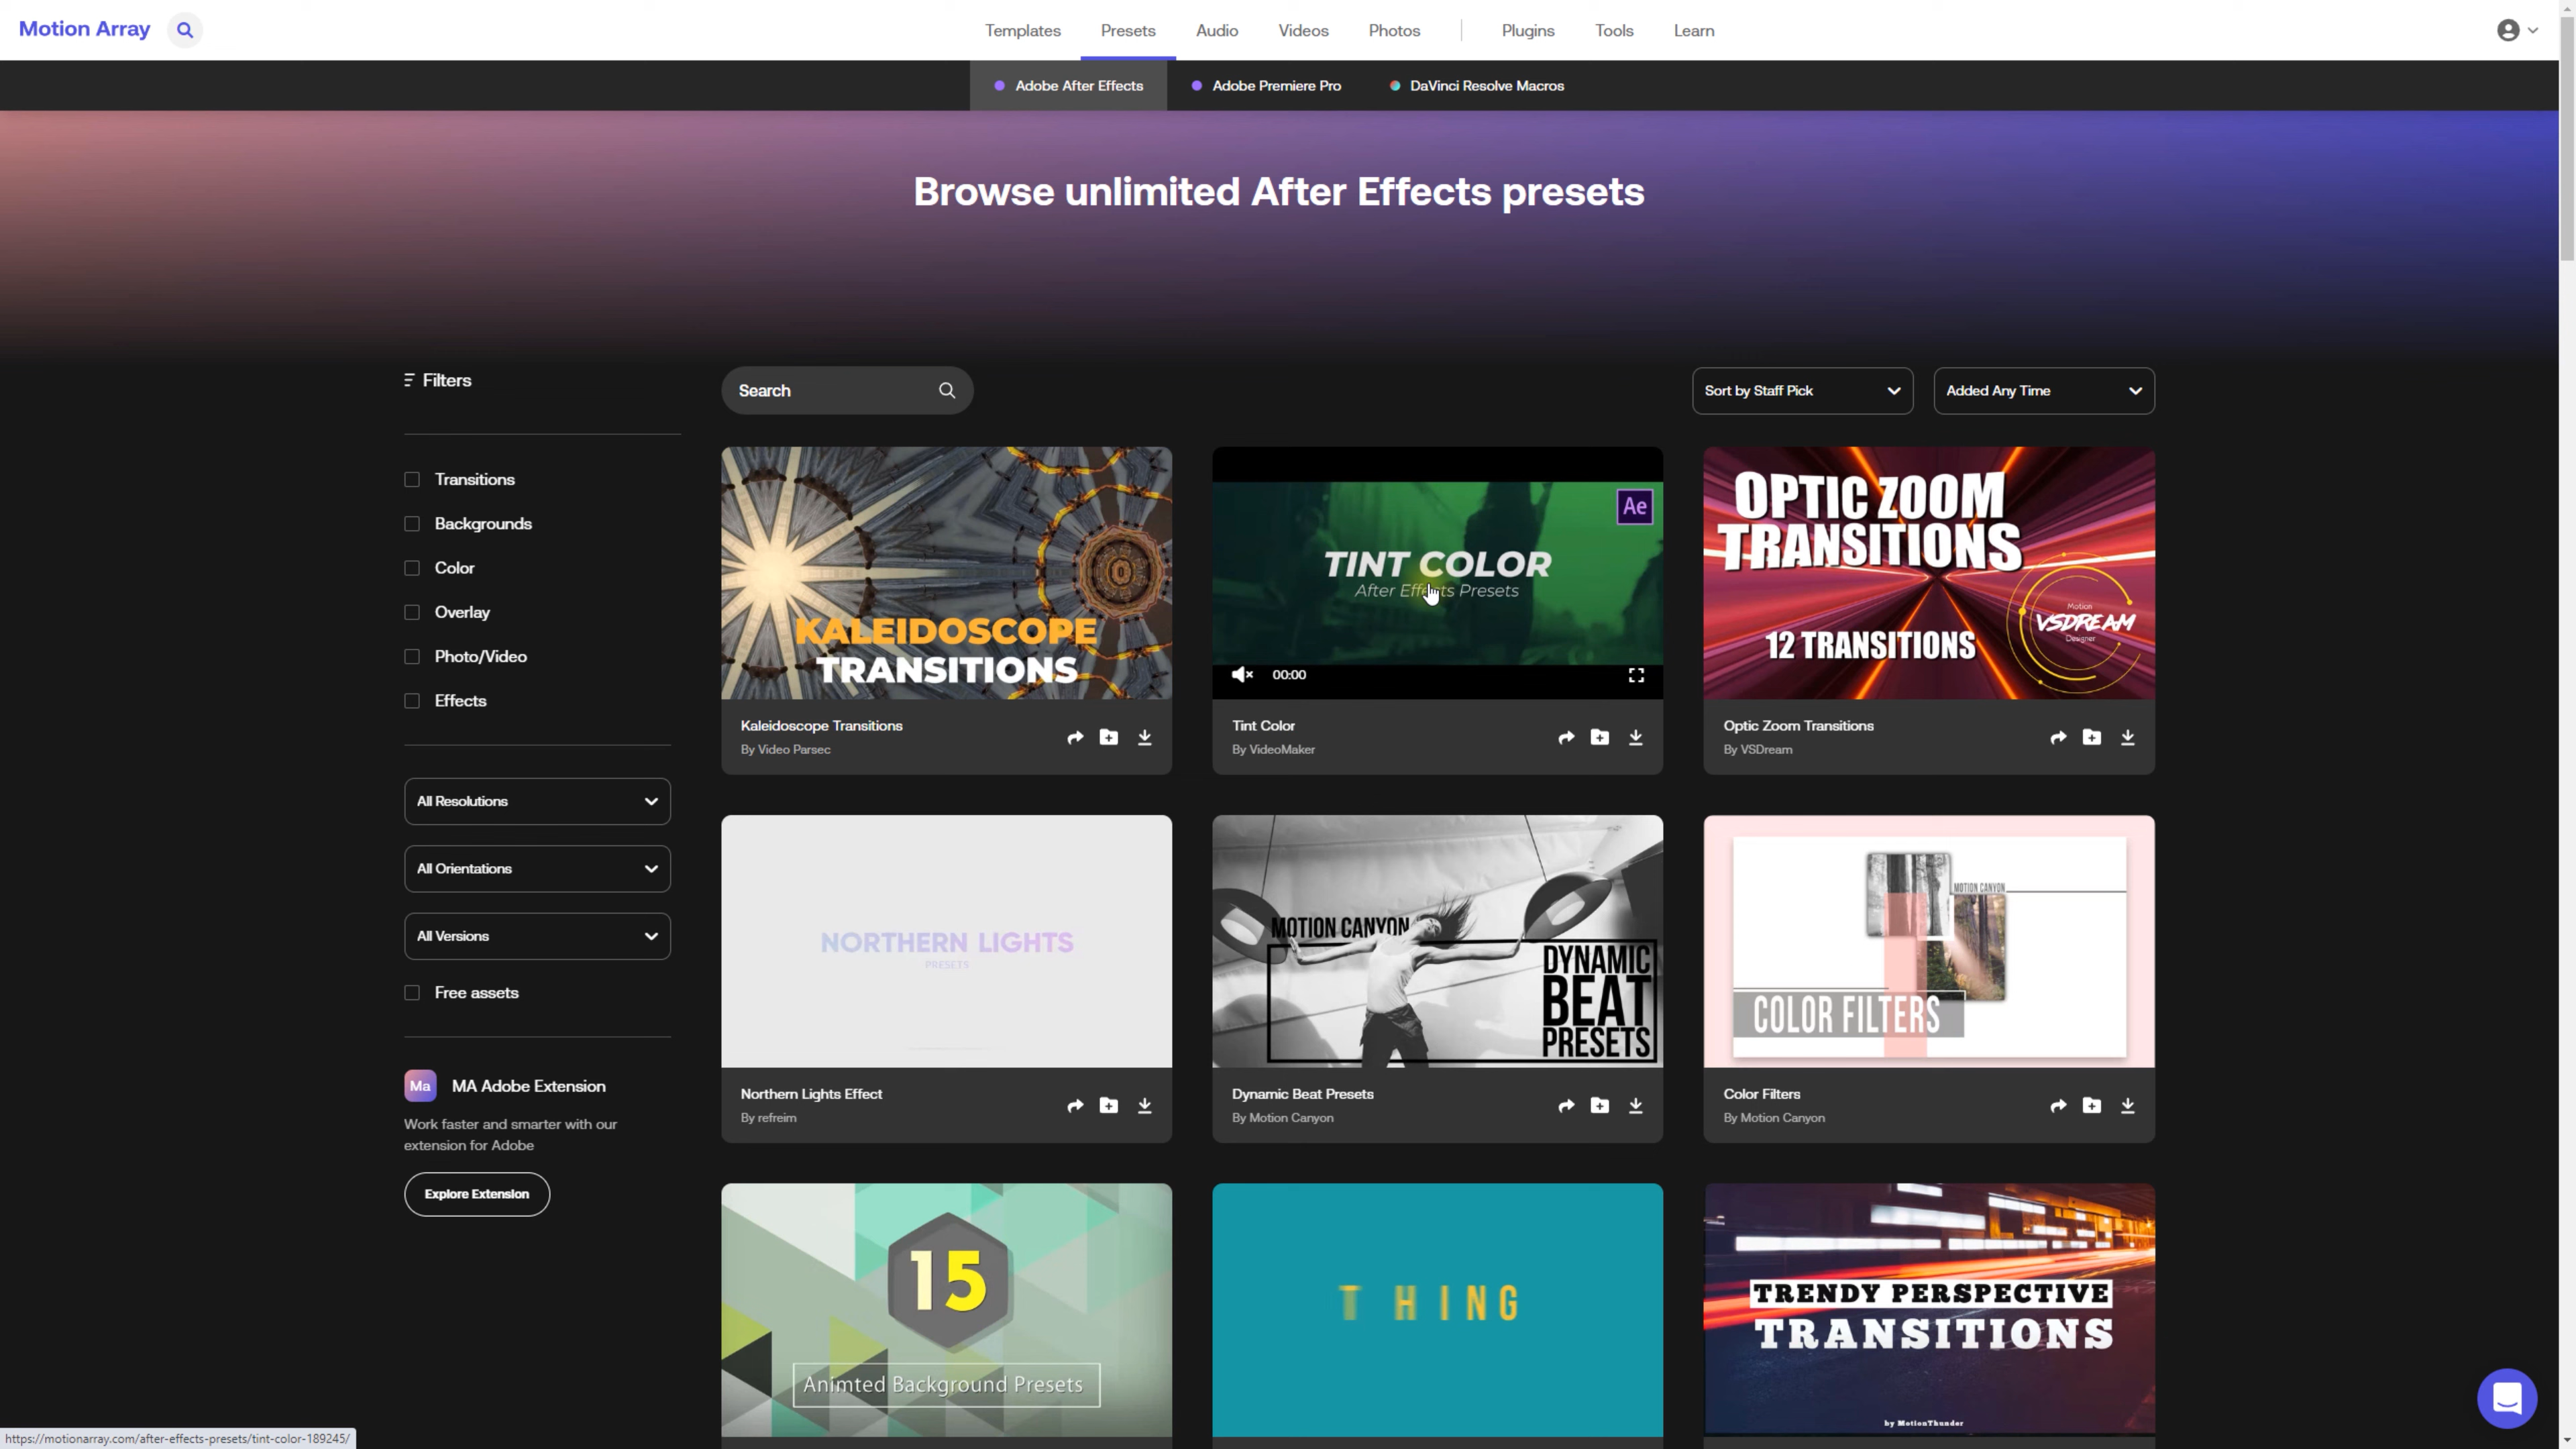 Motion Array
Templates
Presets
Audio
Videos
Photos
Plugins
Tools
Learn
Adobe After Effects
Adobe Premiere Pro
DaVinci Resolve Macros
Browse unlimited After Effects presets
Filters
Search
Sort by Staff Pick
Added Any Time
Transitions
Backgrounds
Color
Overlay
Photo/Video
Effects
All Resolutions
All Orientations
All Versions
Free assets
Ma
MA Adobe Extension
Work faster and smarter with our
extension for Adobe
Explore Extension
KALEIDOSCOPE
TRANSITIONS
Kaleidoscope Transitions
By Video Parsec
Ae
TINT COLOR
After Effects Presets
00:00
Tint Color
By VideoMaker
OPTIC ZOOM
TRANSITIONS
12 TRANSITIONS
Motion
VSDREAM
Designer
Optic Zoom Transitions
By VSDream
NORTHERN LIGHTS
PRESETS
Northern Lights Effect
By refreim
MOTION CANYON
DYNAMIC
BEAT
PRESETS
Dynamic Beat Presets
By Motion Canyon
MOTION CANYON
COLOR FILTERS
Color Filters
By Motion Canyon
15
Animted Background Presets
T HING
TRENDY PERSPECTIVE
TRANSITIONS
by MotionThunder
https://motionarray.com/after-effects-presets/tint-color-189245/